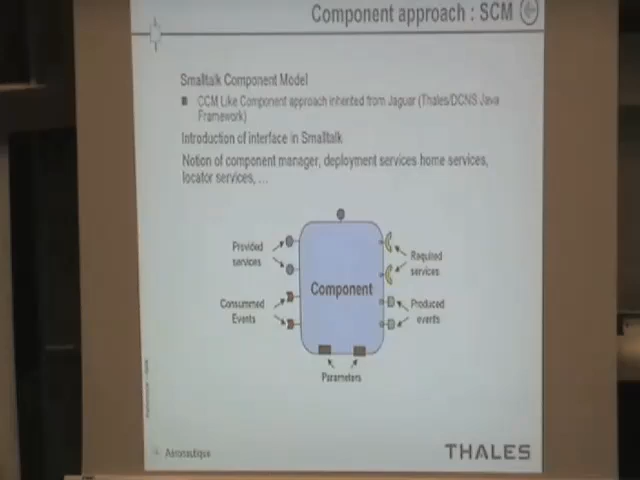 Component approach : SCM
Smalltalk Component Model
CCM Like Component approach inherited from Jaguar (Thales/DCNS Java
Framework)
Introduction of interface in Smalltalk
Notion of component manager, deployment services home services,
locator services, ...
Provided
services
Required
services
Component
Consummed
Events
Produced
events
Parameters
Aéronautique
THALES